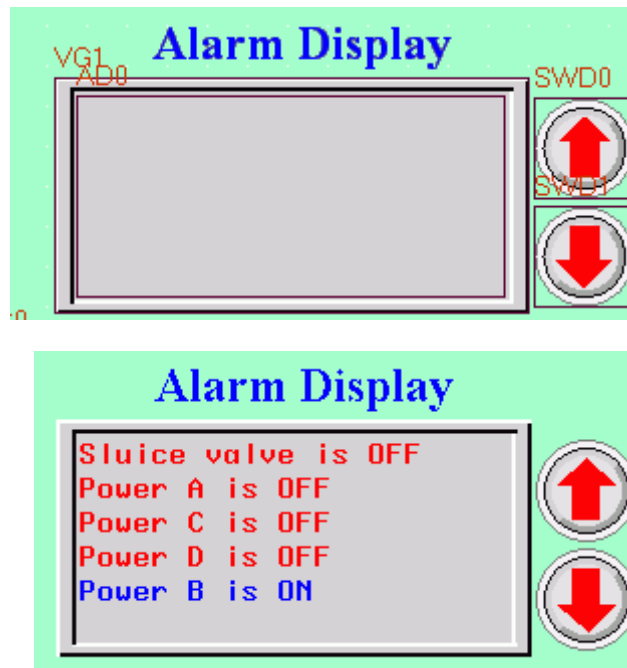 Alarm Display
VG1
AD0
SWD0
SWD1
Alarm Display
Sluice valve is OFF
Power A is OFF
Power C is OFF
Power D is OFF
Power B is ON